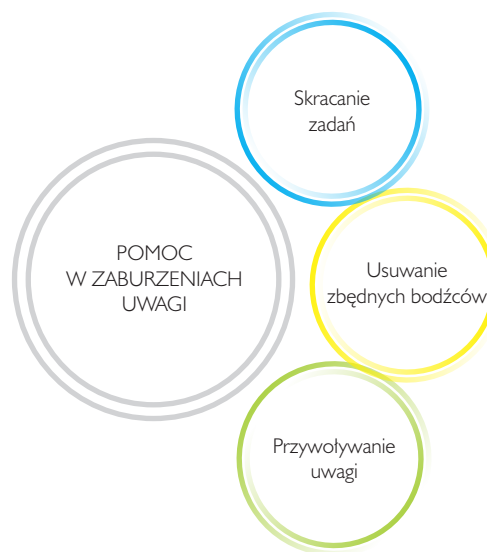 Skracanie
zadań
POMOC
W ZABURZENIACH
UWAGI
Usuwanie
zbędnych bodźców
Przywoływanie
uwagi